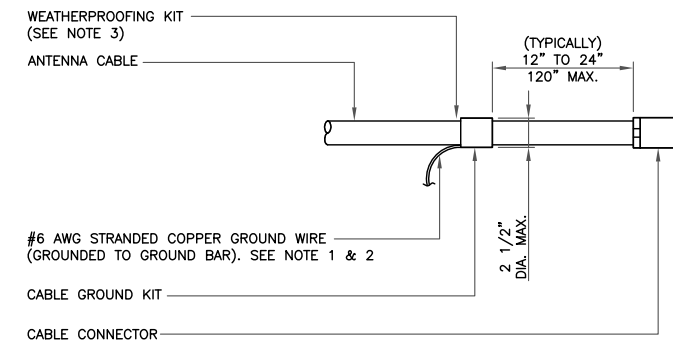 WEATHERPROOFING KIT
(SEE NOTE 3)
ANTENNA CABLE
(TYPICALLY)
12" TO 24"
120" MAX.
2 1/2"
DIA. MAX.
#6 AWG STRANDED COPPER GROUND WIRE
(GROUNDED TO GROUND BAR). SEE NOTE 1 & 2
CABLE GROUND KIT
CABLE CONNECTOR